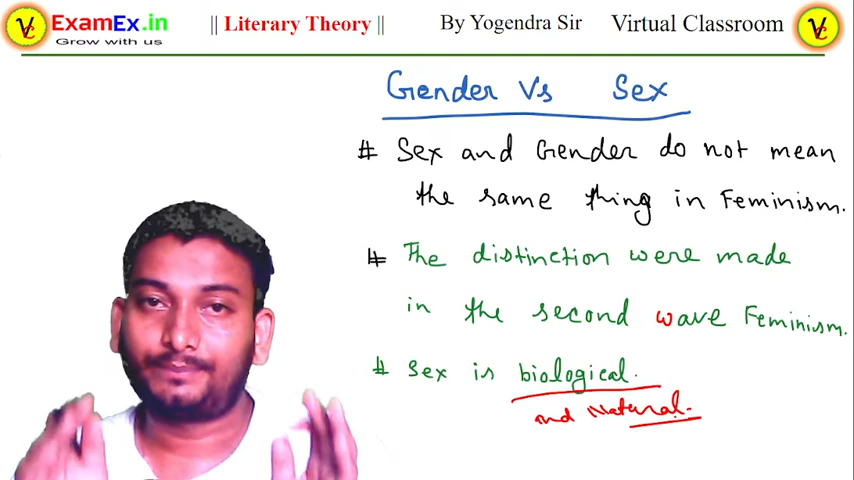 ExamEx.in
Grow with us
|| Literary Theory ||
By Yogendra Sir
Virtual Classroom
Gender Vs Sex
# Sex and Gender do not mean
the same thing in Feminism.
# The distinction were made
in the second wave Feminism.
# Sex is biological.
and Natural.